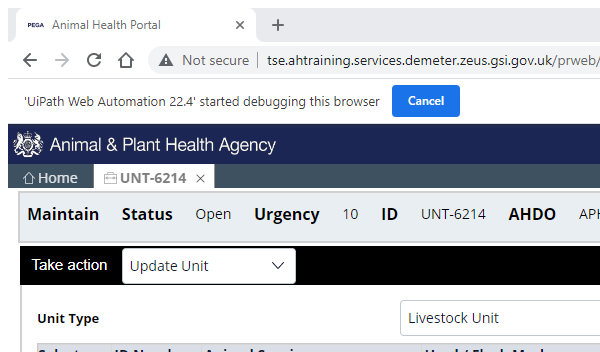 PEGA Animal Health Portal
Not secure | tse.ahtraining.services.demeter.zeus.gsi.gov.uk/prweb/
'UiPath Web Automation 22.4' started debugging this browser Cancel
Animal & Plant Health Agency
Home UNT-6214
Maintain Status Open Urgency 10 ID UNT-6214 AHDO APH
Take action Update Unit
Unit Type Livestock Unit